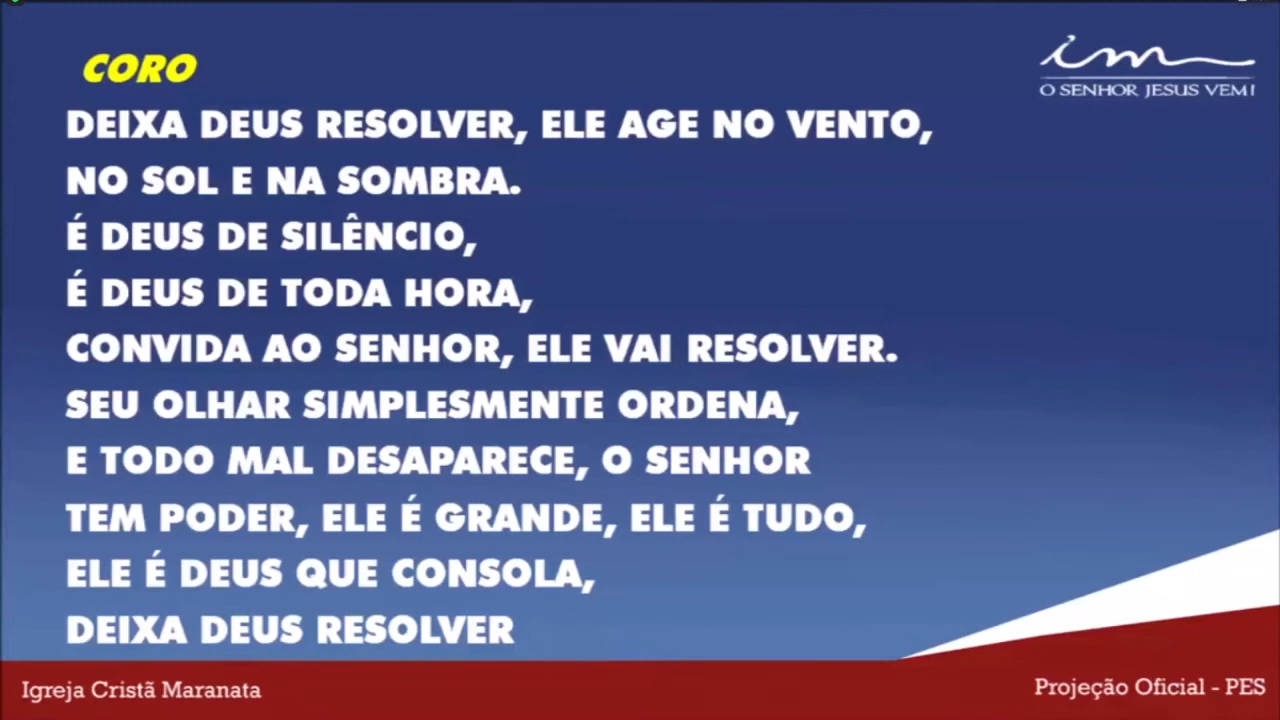 CORO
im
O SENHOR JESUS VEM!
DEIXA DEUS RESOLVER, ELE AGE NO VENTO,
NO SOL E NA SOMBRA.
É DEUS DE SILÊNCIO,
É DEUS DE TODA HORA,
CONVIDA AO SENHOR, ELE VAI RESOLVER.
SEU OLHAR SIMPLESMENTE ORDENA,
E TODO MAL DESAPARECE, O SENHOR
TEM PODER, ELE É GRANDE, ELE É TUDO,
ELE É DEUS QUE CONSOLA,
DEIXA DEUS RESOLVER
Igreja Cristã Maranata
Projeção Oficial - PES